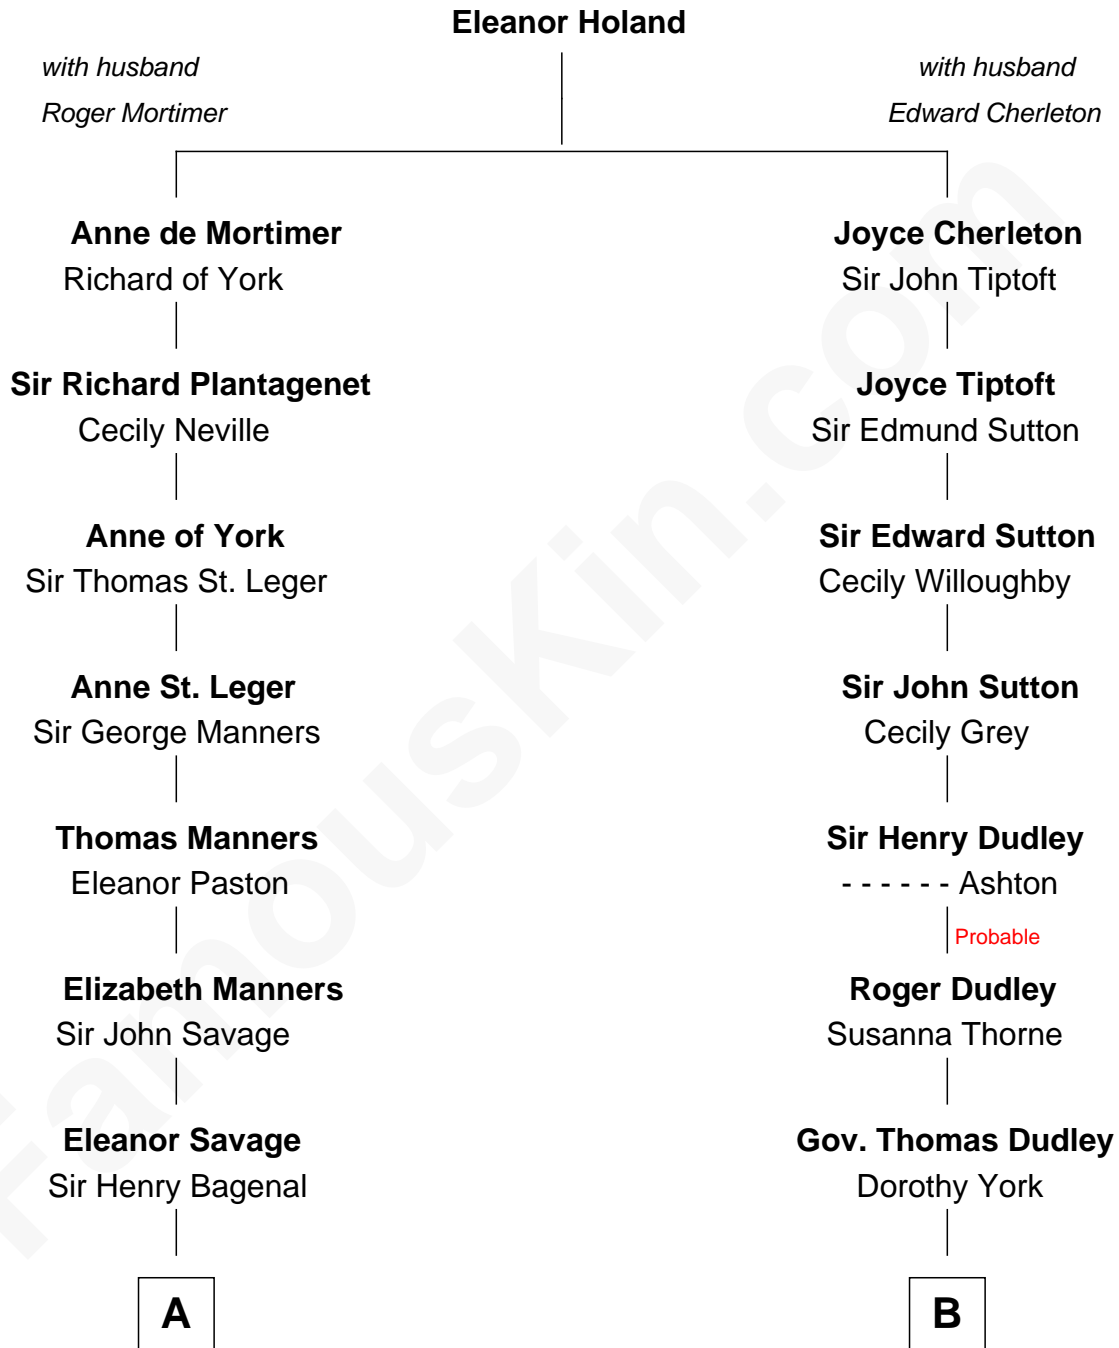 Eleanor Holand
with husband
Roger Mortimer
with husband
Edward Cherleton
Anne de Mortimer
Richard of York
Joyce Cherleton
Sir John Tiptoft
Sir Richard Plantagenet
Cecily Neville
Joyce Tiptoft
Sir Edmund Sutton
Anne of York
Sir Thomas St. Leger
Sir Edward Sutton
Cecily Willoughby
Anne St. Leger
Sir George Manners
Sir John Sutton
Cecily Grey
Thomas Manners
Eleanor Paston
Sir Henry Dudley
- - - - - - Ashton
Probable
Elizabeth Manners
Sir John Savage
Roger Dudley
Susanna Thorne
Eleanor Savage
Sir Henry Bagenal
Gov. Thomas Dudley
Dorothy York
A
B
FamousKin.com